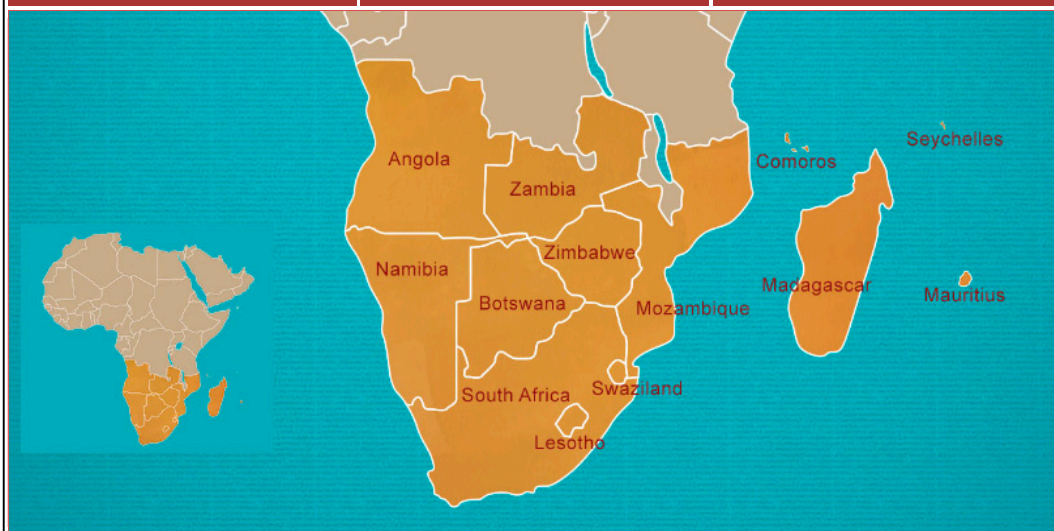 Seychelles
Angola
Comoros
Zambia
Zimbabwe
Namibia
Madagascar
Mauritius
Botswana
Mozambique
Swaziland
South Africa
Lesotho